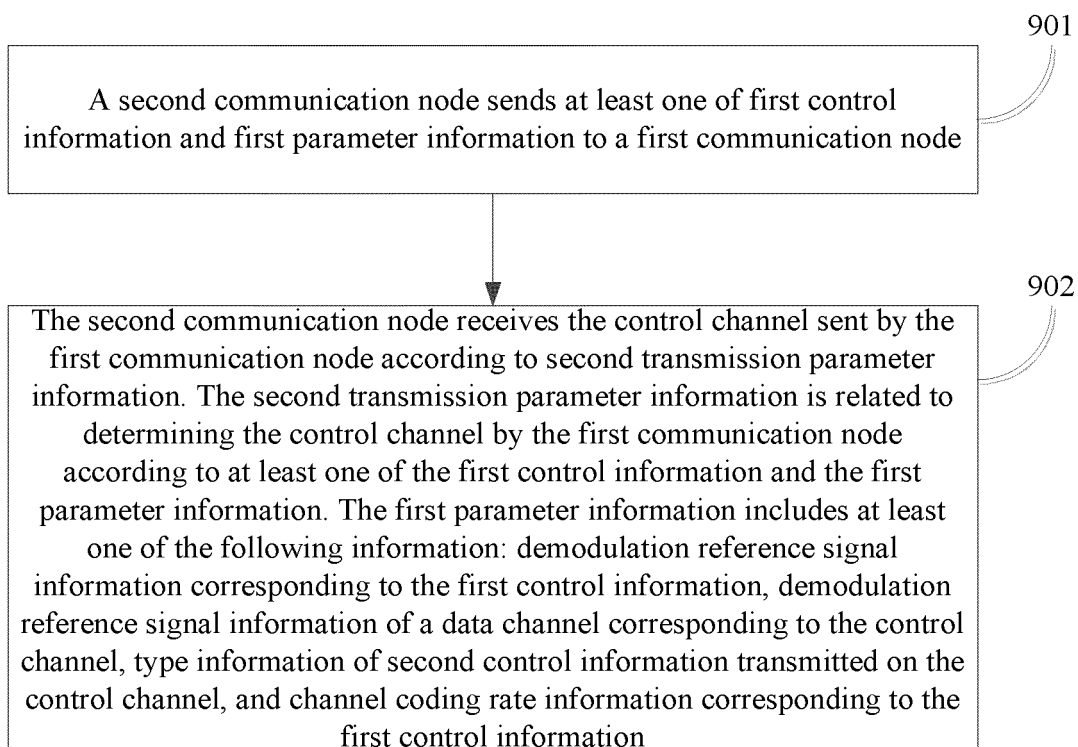 901
A second communication node sends at least one of first control
information and first parameter information to a first communication node
902
The second communication node receives the control channel sent by the
first communication node according to second transmission parameter
information. The second transmission parameter information is related to
determining the control channel by the first communication node
according to at least one of the first control information and the first
parameter information. The first parameter information includes at least
one of the following information: demodulation reference signal
information corresponding to the first control information, demodulation
reference signal information of a data channel corresponding to the control
channel, type information of second control information transmitted on the
control channel, and channel coding rate information corresponding to the
first control information